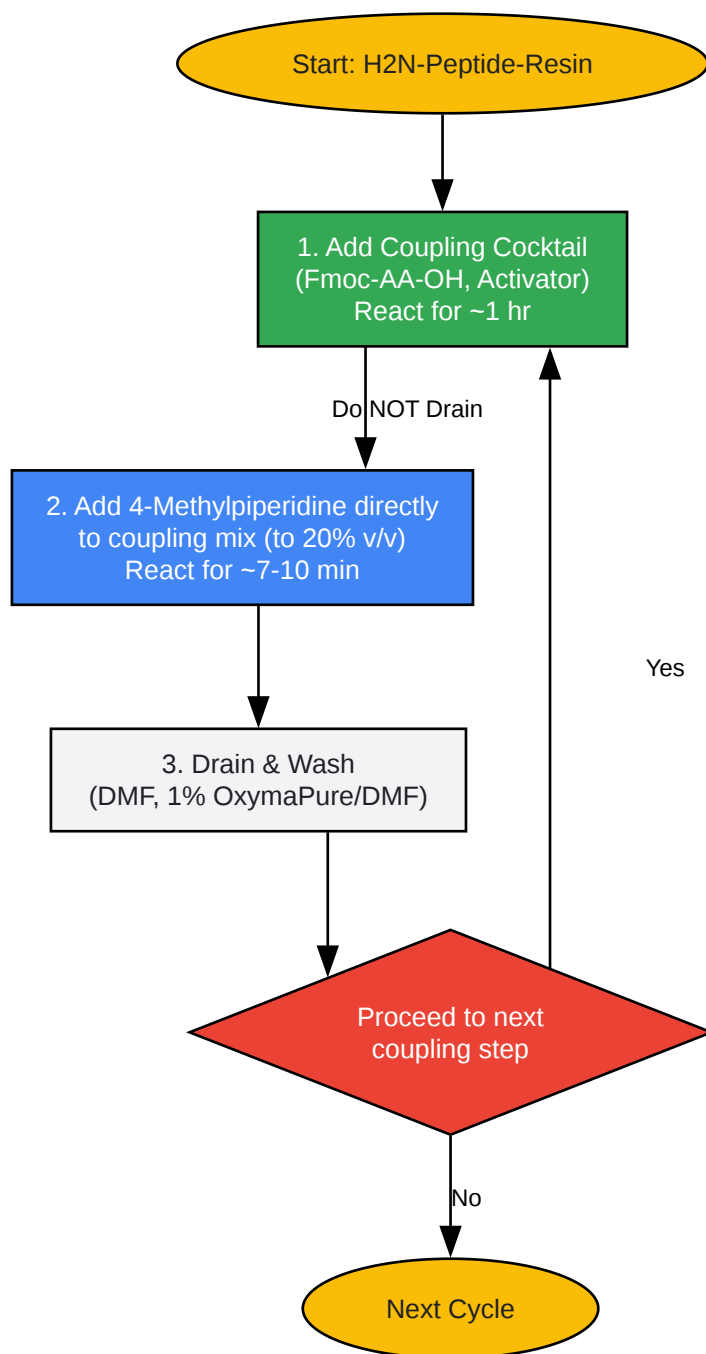 Start: H2N-Peptide-Resin
1. Add Coupling Cocktail
(Fmoc-AA-OH, Activator)
React for ~1 hr
Do NOT Drain
2. Add 4-Methylpiperidine directly
to coupling mix (to 20% v/v)
React for ~7-10 min
Yes
3. Drain & Wash
(DMF, 1% OxymaPure/DMF)
Proceed to next
coupling step
No
Next Cycle